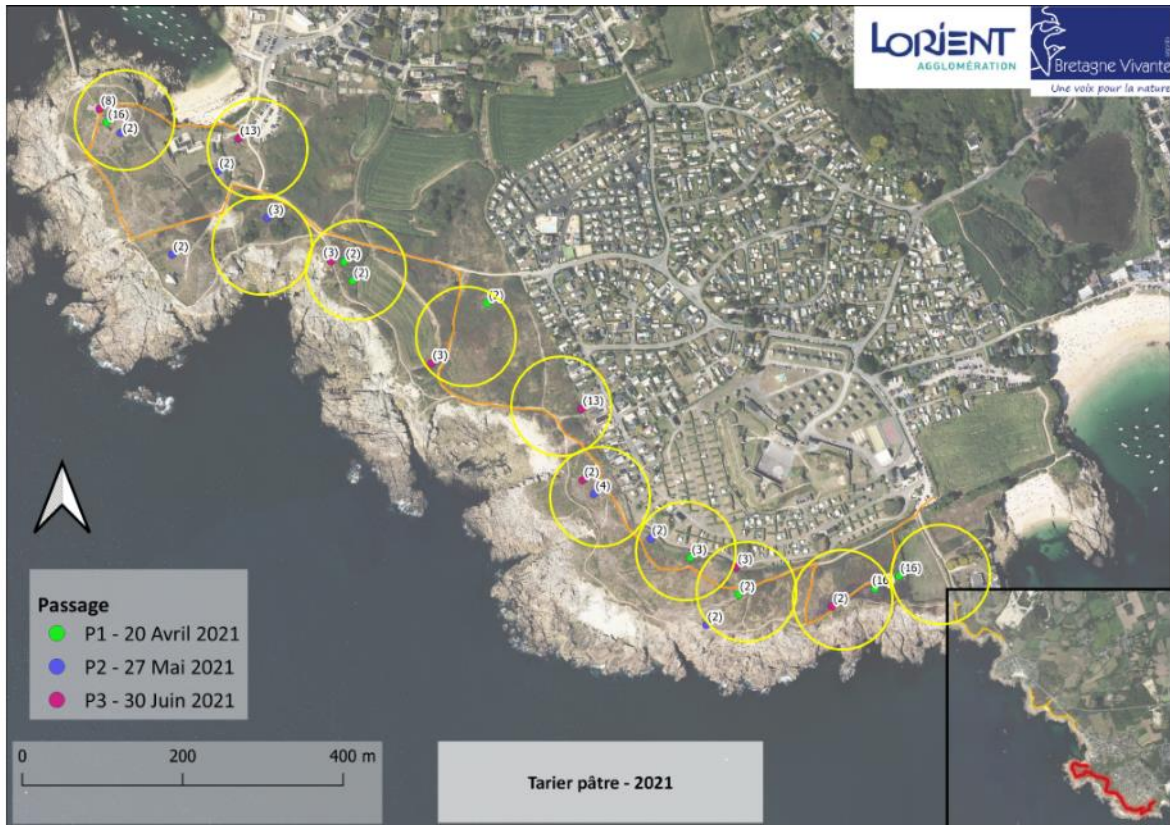 LORIENT
AGGLOMÉRATION
Bretagne Vivante
Une voix pour la nature
(8)
(16)
(2)
(13)
(2)
(3)
(2)
(3)
(2)
(2)
(2)
(3)
(13)
(2)
(4)
(2)
(3)
(3)
(2)
(2)
(2)
(16)
(16)
Passage
P1 - 20 Avril 2021
P2 - 27 Mai 2021
P3 - 30 Juin 2021
0
200
400 m
Tarier pâtre - 2021